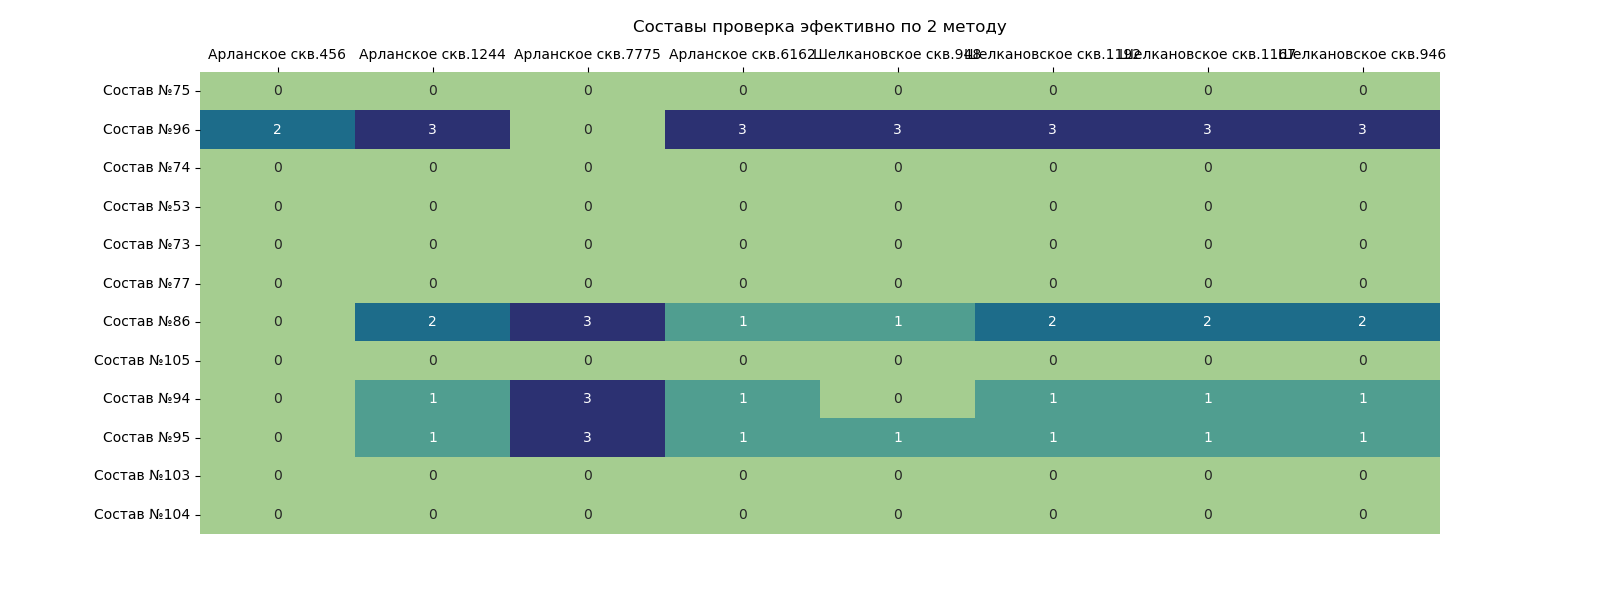 Составы проверка эфективно по 2 методу
Арланское скв.456 Арланское скв.1244 Арланское скв.7775 Арланское скв.6162 Шелкановское скв.948 Шелкановское скв.1192 Шелкановское скв.1167 Шелкановское скв.946
Состав №75 0 0 0 0 0 0 0 0
Состав №96 2 3 0 3 3 3 3 3
Состав №74 0 0 0 0 0 0 0 0
Состав №53 0 0 0 0 0 0 0 0
Состав №73 0 0 0 0 0 0 0 0
Состав №77 0 0 0 0 0 0 0 0
Состав №86 0 2 3 1 1 2 2 2
Состав №105 0 0 0 0 0 0 0 0
Состав №94 0 1 3 1 0 1 1 1
Состав №95 0 1 3 1 1 1 1 1
Состав №103 0 0 0 0 0 0 0 0
Состав №104 0 0 0 0 0 0 0 0